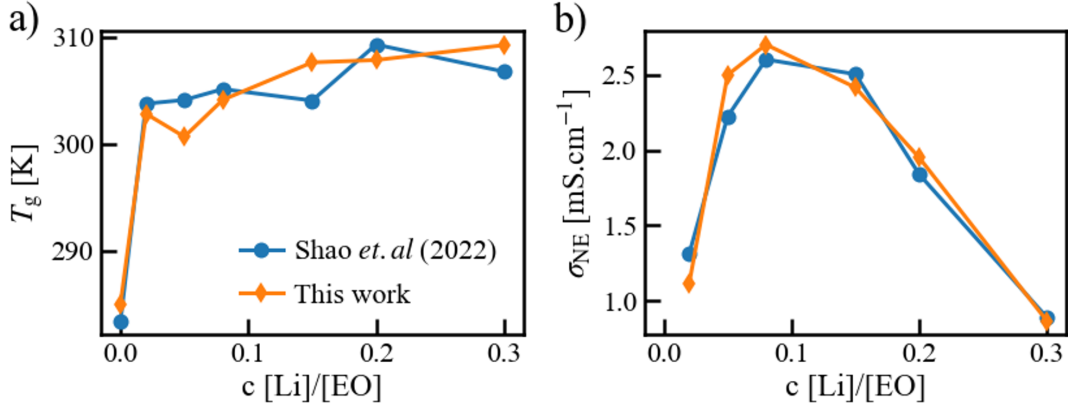 a)
310
300
290
T_g [K]
Shao et. al (2022)
This work
0.0 0.1 0.2 0.3
c [Li]/[EO]
b)
2.5
2.0
1.5
1.0
σ_NE [mS.cm⁻¹]
0.0 0.1 0.2 0.3
c [Li]/[EO]